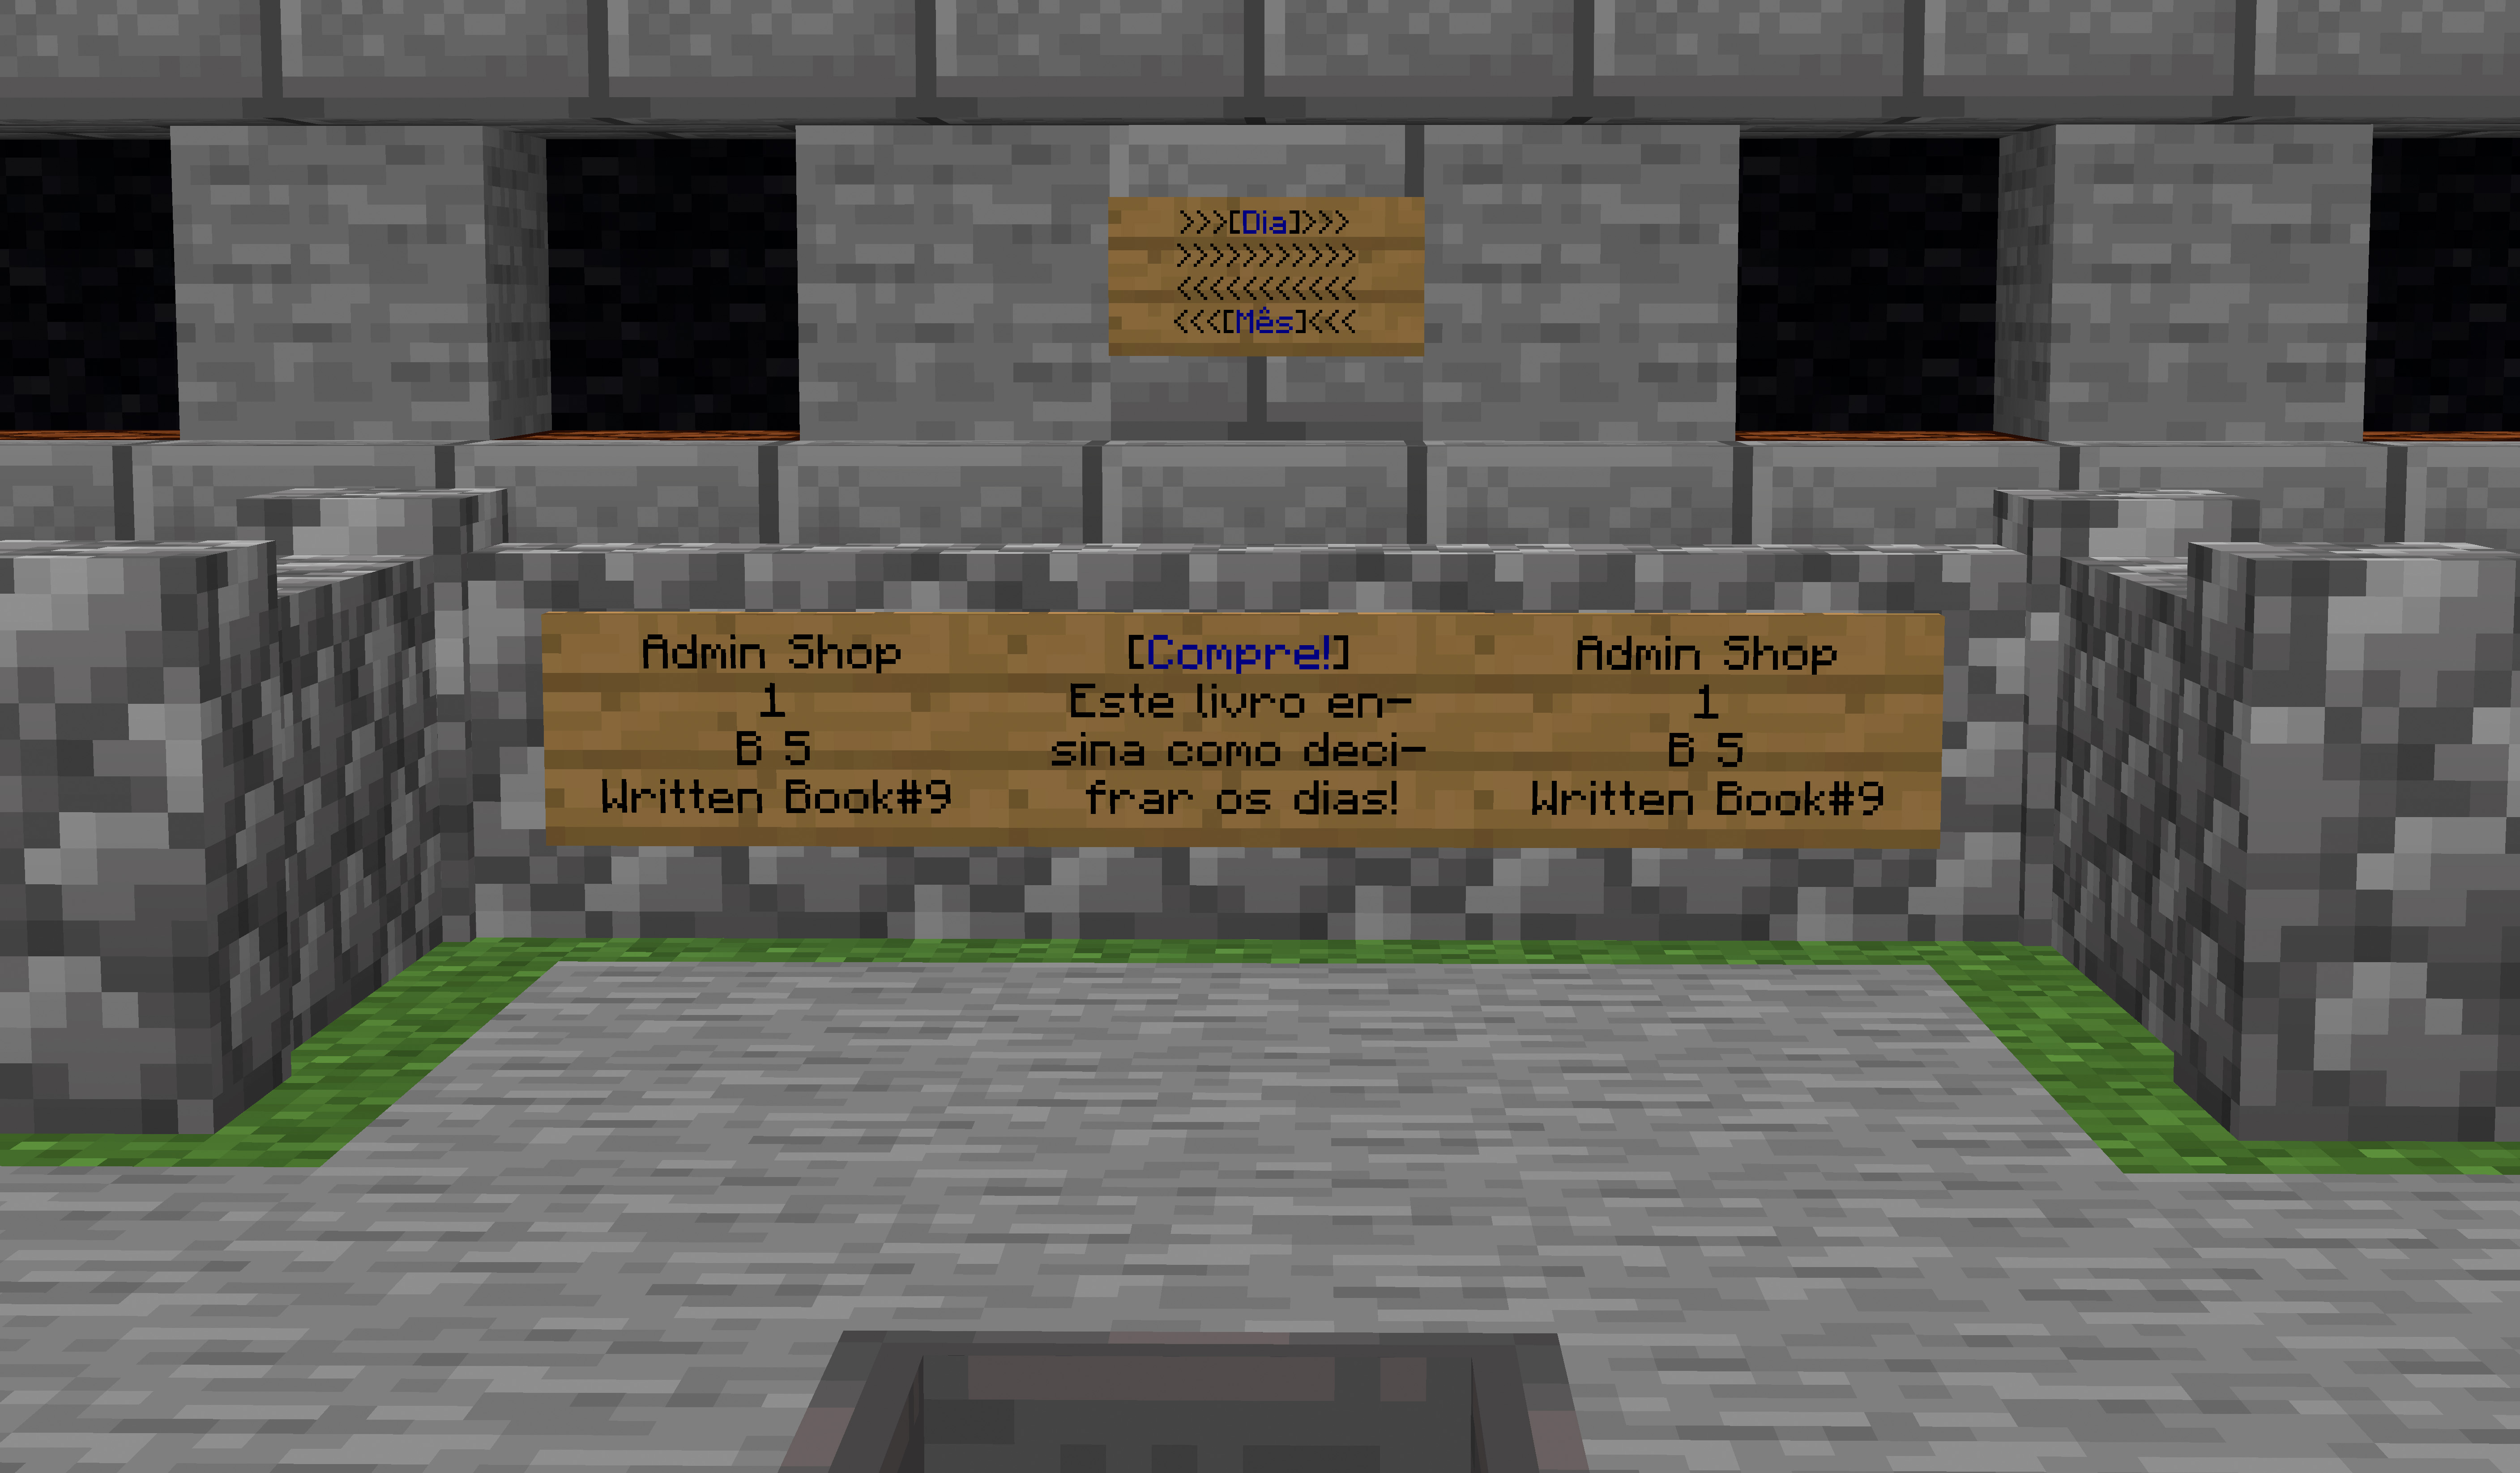 >>>[Dia]>>>
>>>>>>>>>>>
<<<<<<<<<<<
<<<[Mês]<<<
Admin Shop
1
B 5
Written Book#9
[Compre!]
Este livro en-
sina como deci-
frar os dias!
Admin Shop
1
B 5
Written Book#9